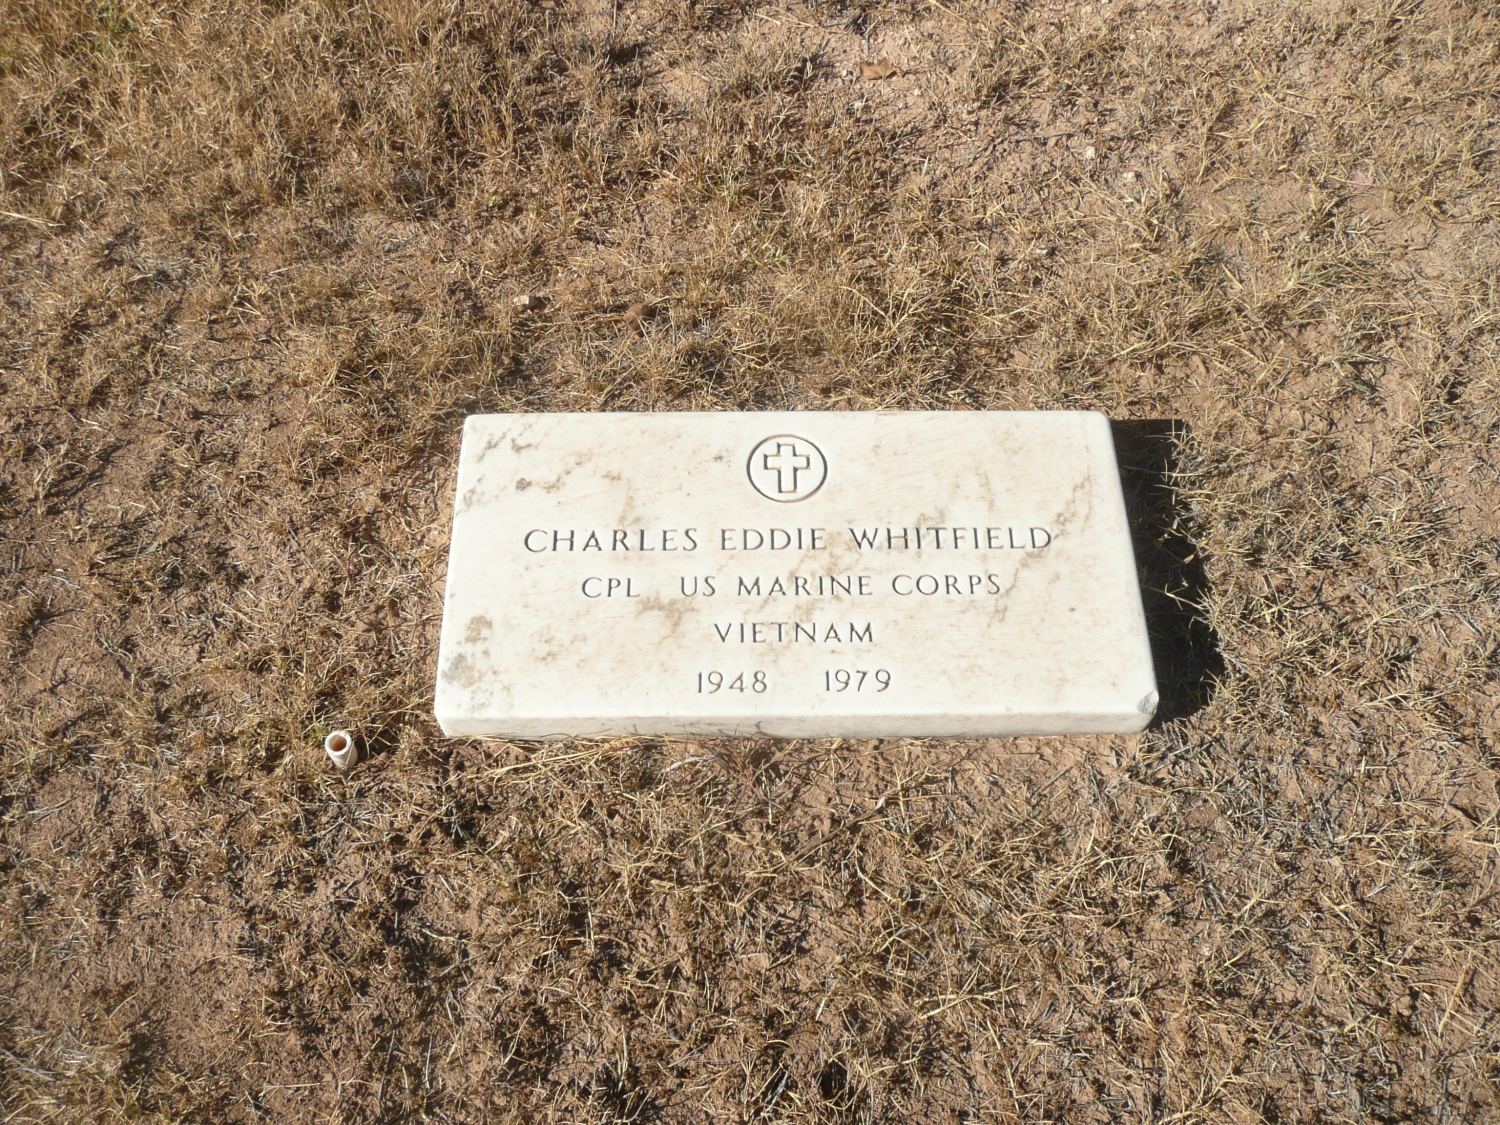 CHARLES EDDIE WHITFIELD
CPL US MARINE CORPS
VIETNAM
1948 1979